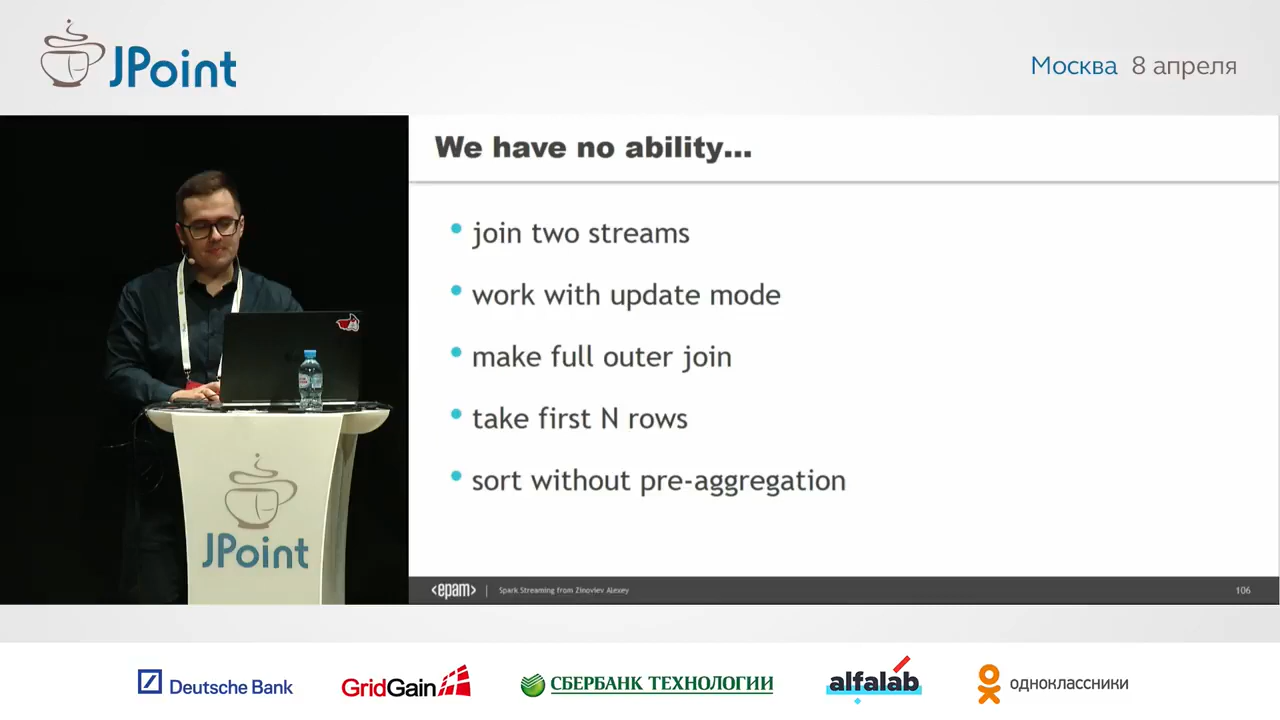 JPoint
Москва 8 апреля
We have no ability...
join two streams
work with update mode
make full outer join
take first N rows
sort without pre-aggregation
<epam> | Spark Streaming from Zinoviev Alexey 106
JPoint
Deutsche Bank
GridGain
СБЕРБАНК ТЕХНОЛОГИИ
alfalab
одноклассники